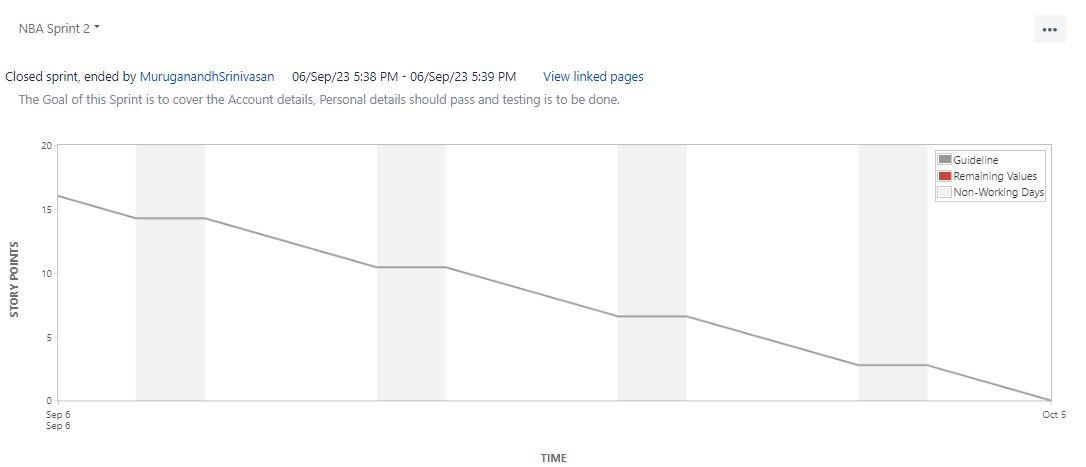 NBA Sprint 2
Closed sprint, ended by MuruganandhSrinivasan 06/Sep/23 5:38 PM - 06/Sep/23 5:39 PM View linked pages
The Goal of this Sprint is to cover the Account details, Personal details should pass and testing is to be done.
20
15
10
5
0
STORY POINTS
Guideline
Remaining Values
Non-Working Days
Sep 6
Sep 6
Oct 5
TIME